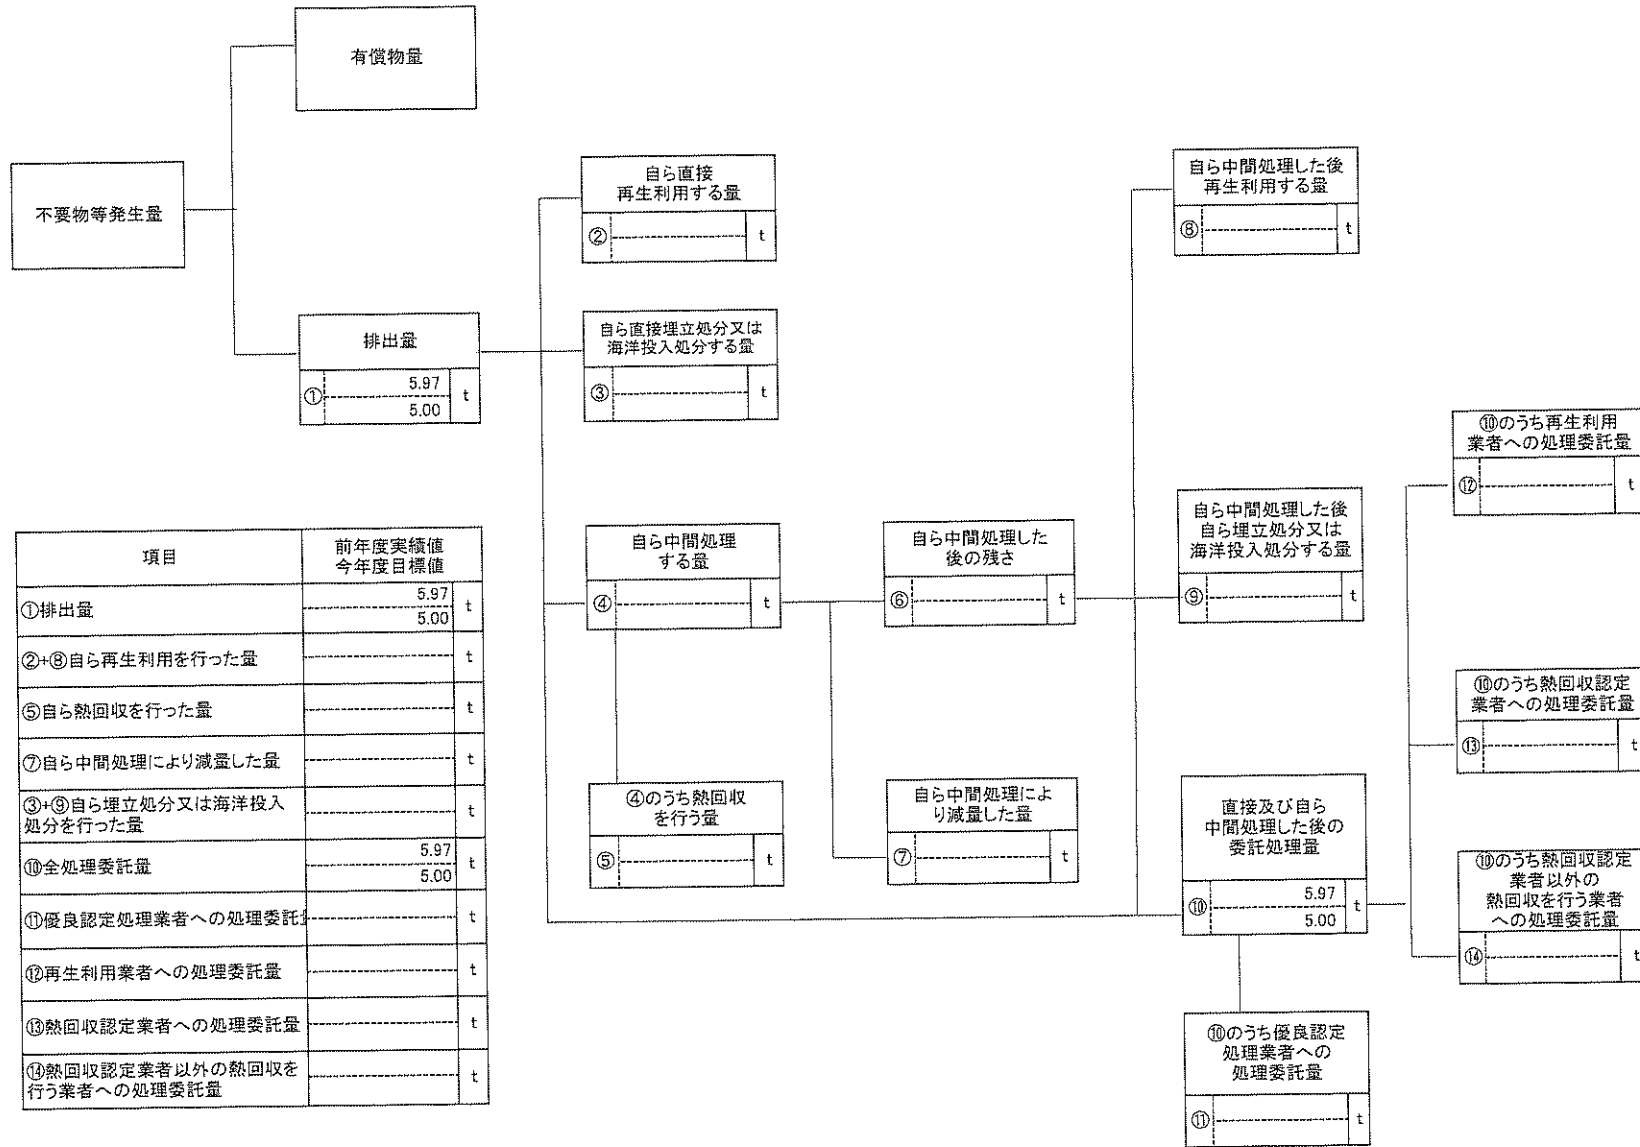 有償物量
不要物等発生量
排出量
① 5.97 t
5.00
自ら直接
再生利用する量
② t
自ら直接埋立処分又は
海洋投入処分する量
③ t
自ら中間処理
する量
④ t
④のうち熱回収
を行う量
⑤ t
自ら中間処理した
後の残さ
⑥ t
自ら中間処理によ
り減量した量
⑦ t
自ら中間処理した後
再生利用する量
⑧ t
自ら中間処理した後
自ら埋立処分又は
海洋投入処分する量
⑨ t
直接及び自ら
中間処理した後の
委託処理量
⑩ 5.97 t
5.00
⑩のうち優良認定
処理業者への
処理委託量
⑪ t
⑩のうち再生利用
業者への処理委託量
⑫ t
⑩のうち熱回収認定
業者への処理委託量
⑬ t
⑩のうち熱回収認定
業者以外の
熱回収を行う業者
への処理委託量
⑭ t
項目 前年度実績値
今年度目標値
①排出量 5.97 t
5.00
②+⑧自ら再生利用を行った量 t
⑤自ら熱回収を行った量 t
⑦自ら中間処理により減量した量 t
③+⑨自ら埋立処分又は海洋投入
処分を行った量 t
⑩全処理委託量 5.97 t
5.00
⑪優良認定処理業者への処理委託 t
⑫再生利用業者への処理委託量 t
⑬熱回収認定業者への処理委託量 t
⑭熱回収認定業者以外の熱回収を t
行う業者への処理委託量